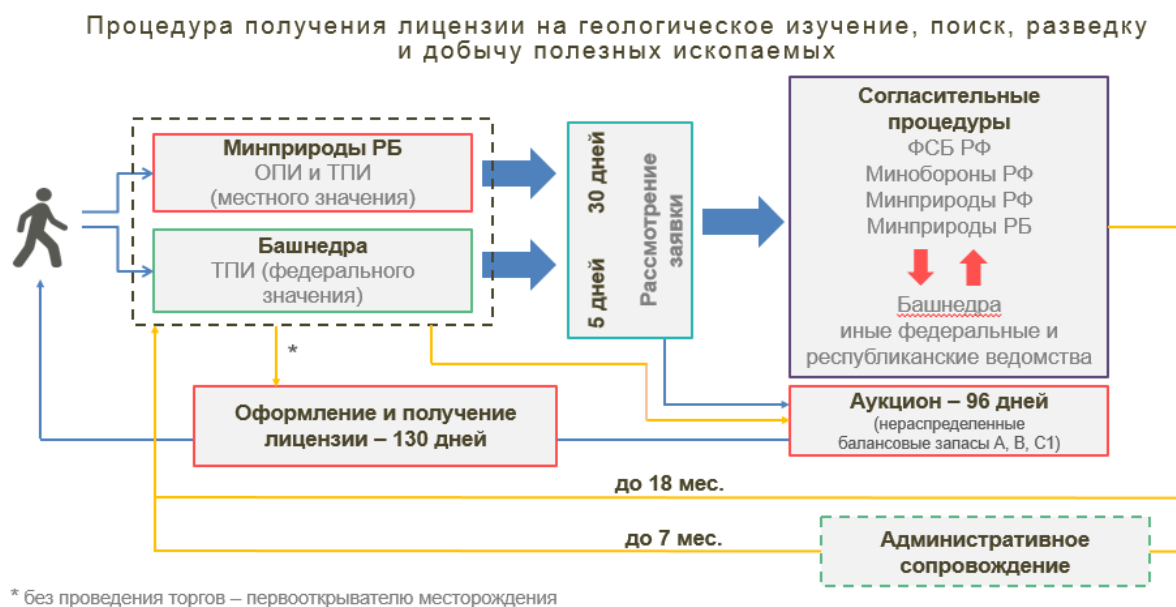 Процедура получения лицензии на геологическое изучение, поиск, разведку
и добычу полезных ископаемых
Минприроды РБ
ОПИ и ТПИ
(местного значения)
Башнедра
ТПИ (федерального
значения)
30 дней
5 дней
Рассмотрение
заявки
Согласительные
процедуры
ФСБ РФ
Минобороны РФ
Минприроды РФ
Минприроды РБ
Башнедра
иные федеральные и
республиканские ведомства
*
Оформление и получение
лицензии – 130 дней
Аукцион – 96 дней
(нераспределенные
балансовые запасы А, В, С1)
до 18 мес.
до 7 мес.
Административное
сопровождение
* без проведения торгов – первооткрывателю месторождения